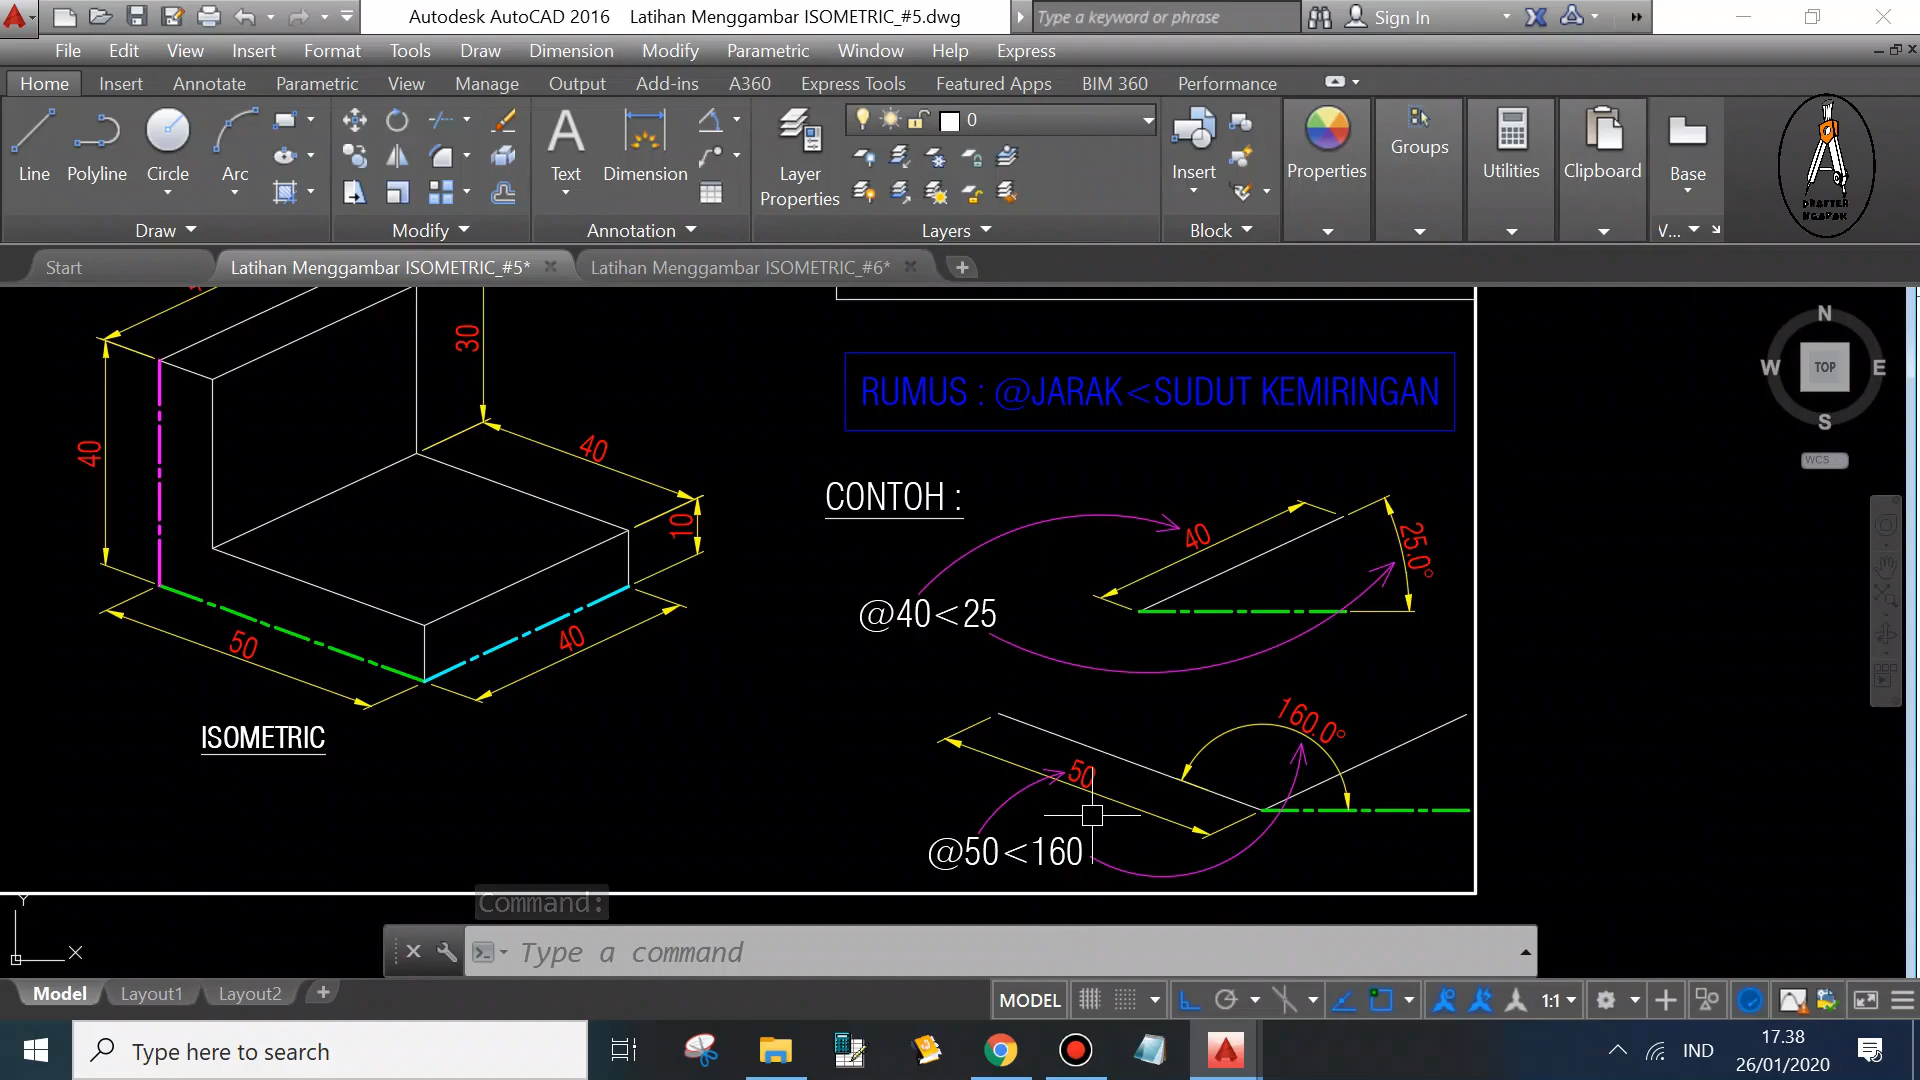 Autodesk AutoCAD 2016 Latihan Menggambar ISOMETRIC_#5.dwg
Type a keyword or phrase
Sign In
File Edit View Insert Format Tools Draw Dimension Modify Parametric Window Help Express
Home Insert Annotate Parametric View Manage Output Add-ins A360 Express Tools Featured Apps BIM 360 Performance
Line
Polyline
Circle
Arc
Text
Dimension
Layer
Properties
0
Insert
Properties
Groups
Utilities
Clipboard
Base
DRAFTER
NGAPAK
Draw
Modify
Annotation
Layers
Block
V...
Start
Latihan Menggambar ISOMETRIC_#5*
Latihan Menggambar ISOMETRIC_#6*
30
40
40
10
50
40
ISOMETRIC
RUMUS : @JARAK<SUDUT KEMIRINGAN
CONTOH :
40
25.0°
@40<25
160.0°
50
@50<160
N
W
TOP
E
S
WCS
Y
X
Command:
Type a command
Model
Layout1
Layout2
MODEL
1:1
Type here to search
IND
17.38
26/01/2020